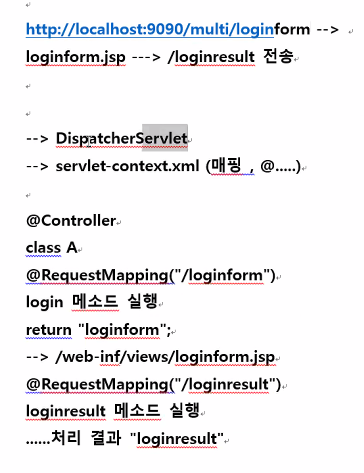 http://localhost:9090/multi/loginform -->
loginform.jsp ---> /loginresult 전송
--> DispatcherServlet
--> servlet-context.xml (매핑 , @.....)
@Controller
class A
@RequestMapping("/loginform")
login 메소드 실행
return "loginform";
--> /web-inf/views/loginform.jsp
@RequestMapping("/loginresult")
loginresult 메소드 실행
......처리 결과 "loginresult"